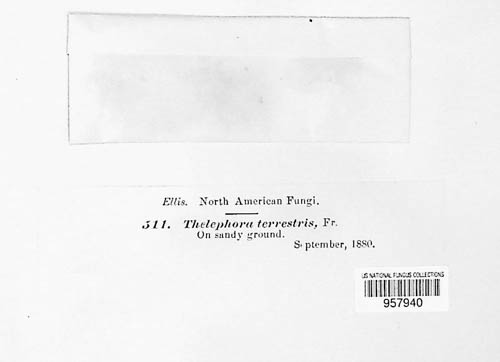 Ellis. North American Fungi.
511. Thelephora terrestris, Fr.
On sandy ground.
September, 1880.
US NATIONAL FUNGUS COLLECTIONS
957940